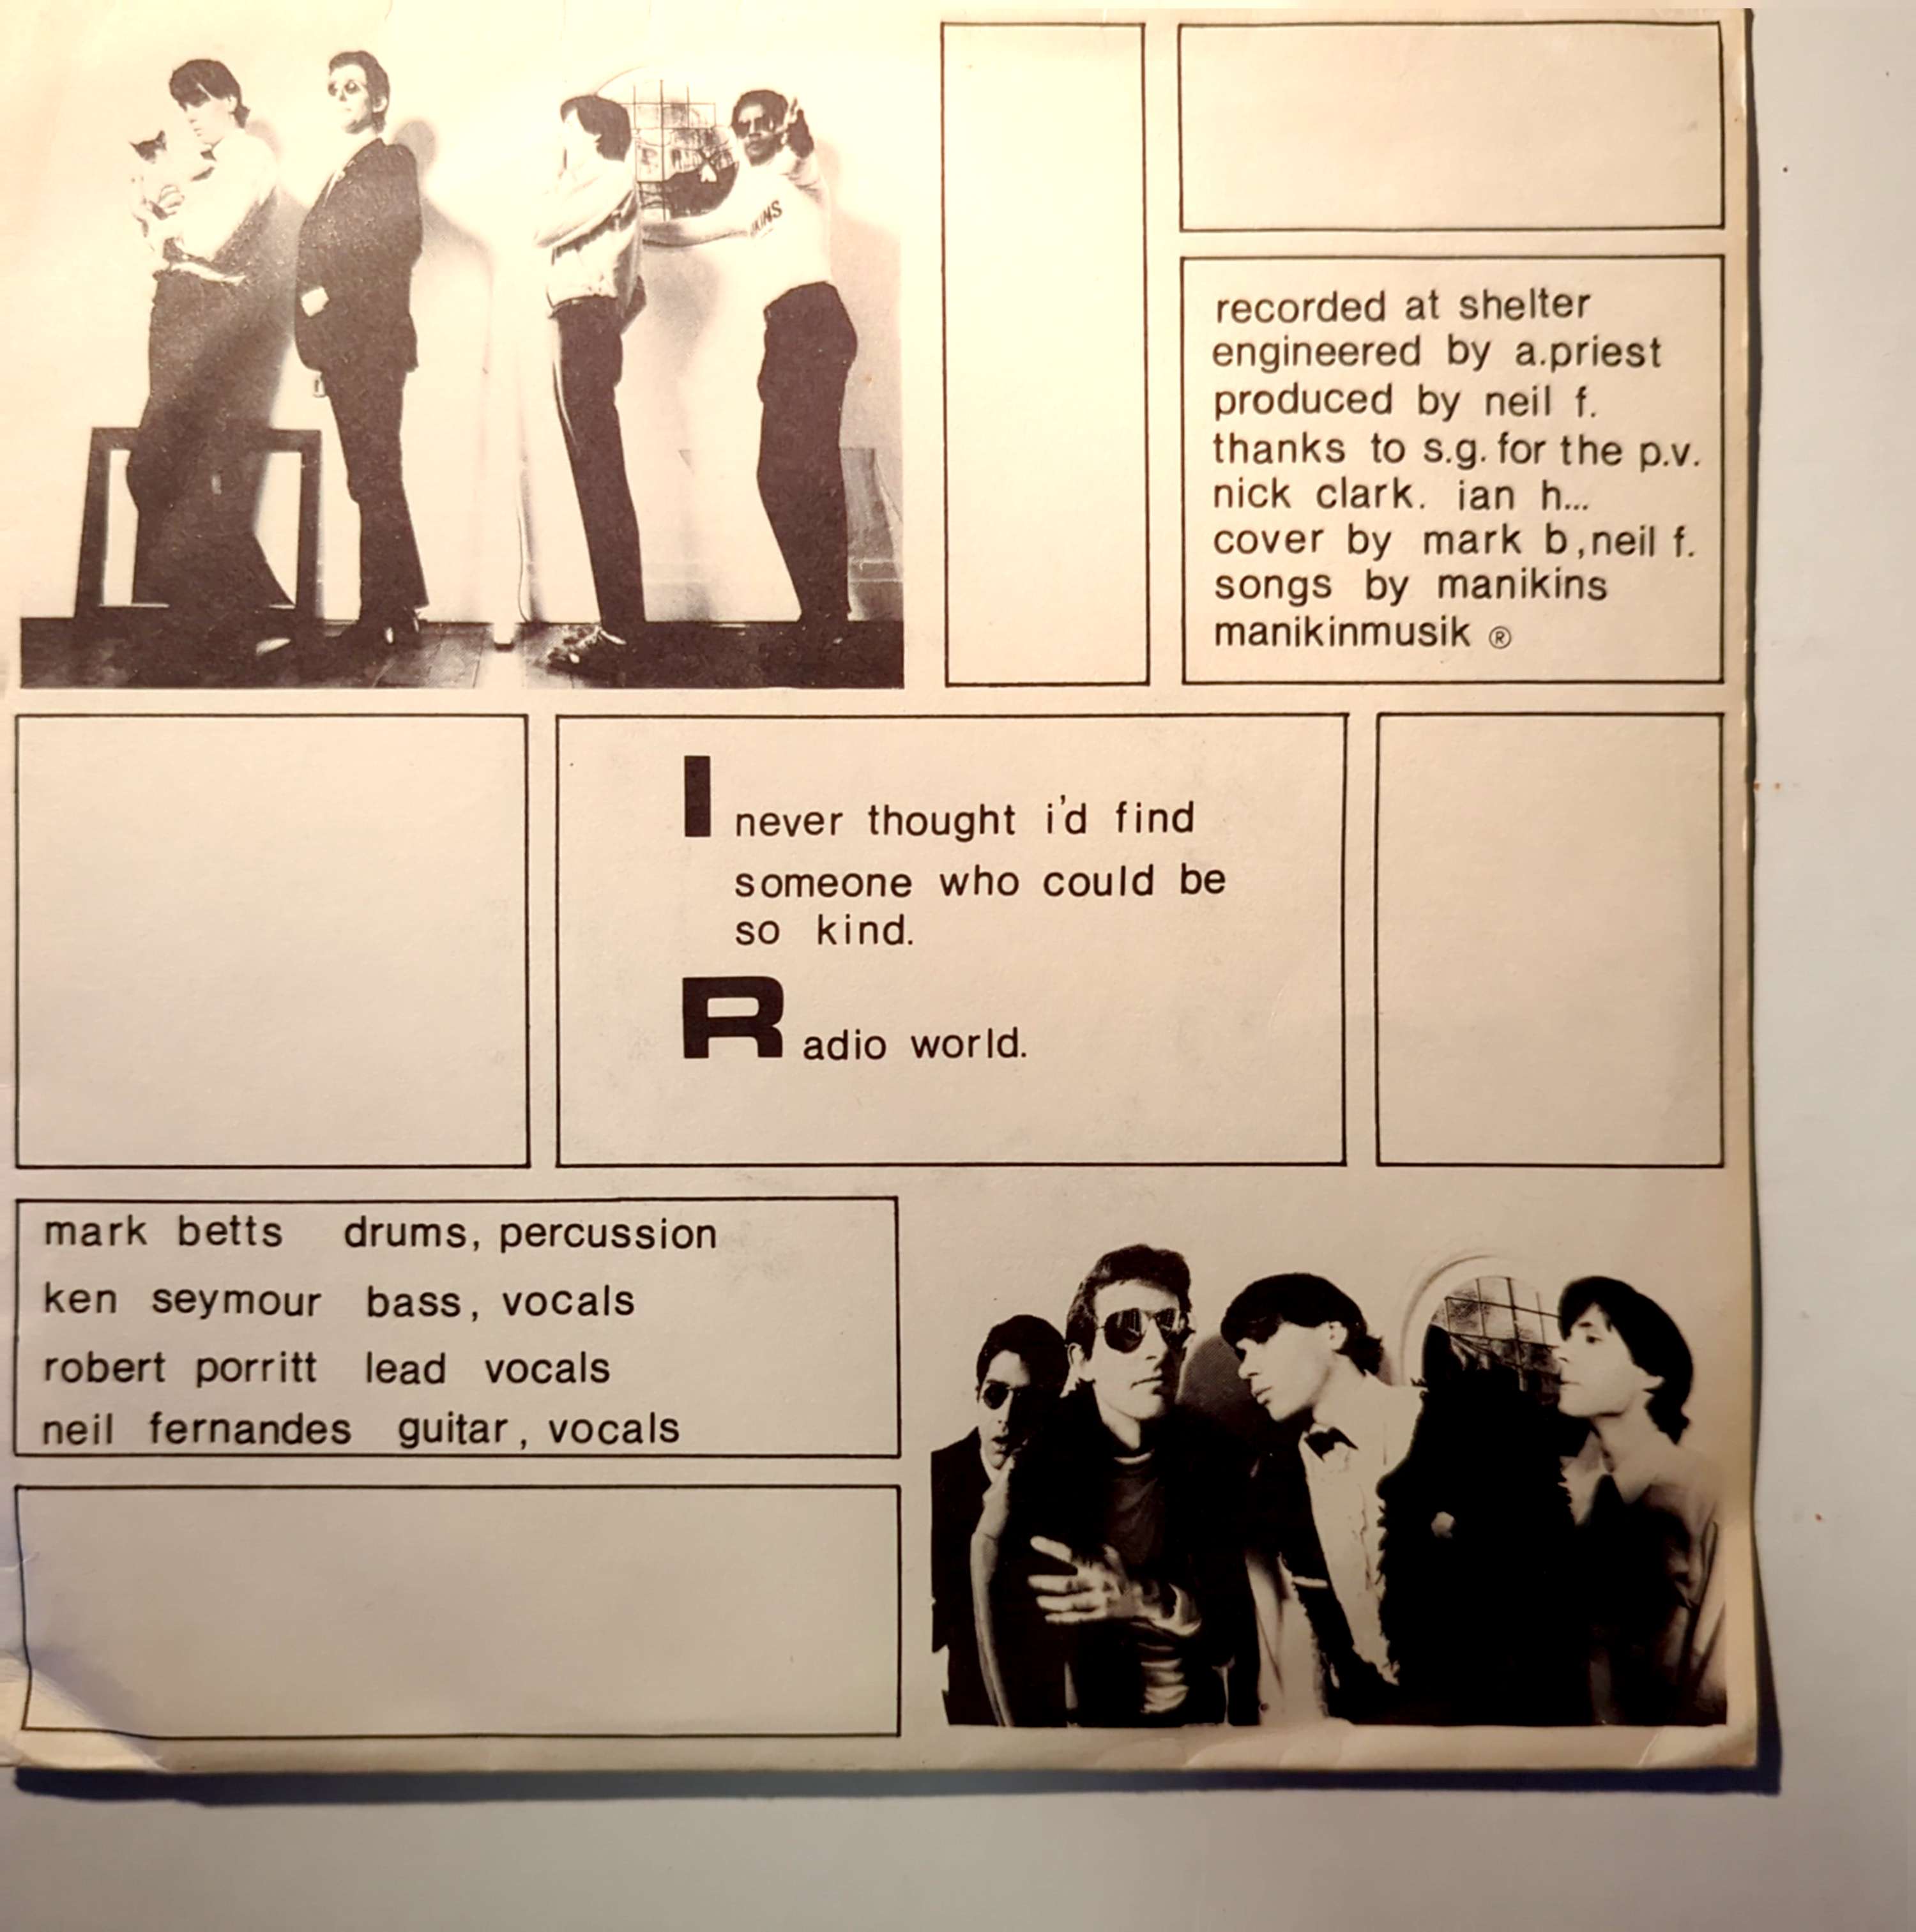 recorded at shelter
engineered by a.priest
produced by neil f.
thanks to s.g. for the p.v.
nick clark. ian h...
cover by mark b,neil f.
songs by manikins
manikinmusik ®
I never thought i'd find
someone who could be
so kind.
Radio world.
mark betts drums, percussion
ken seymour bass, vocals
robert porritt lead vocals
neil fernandes guitar, vocals